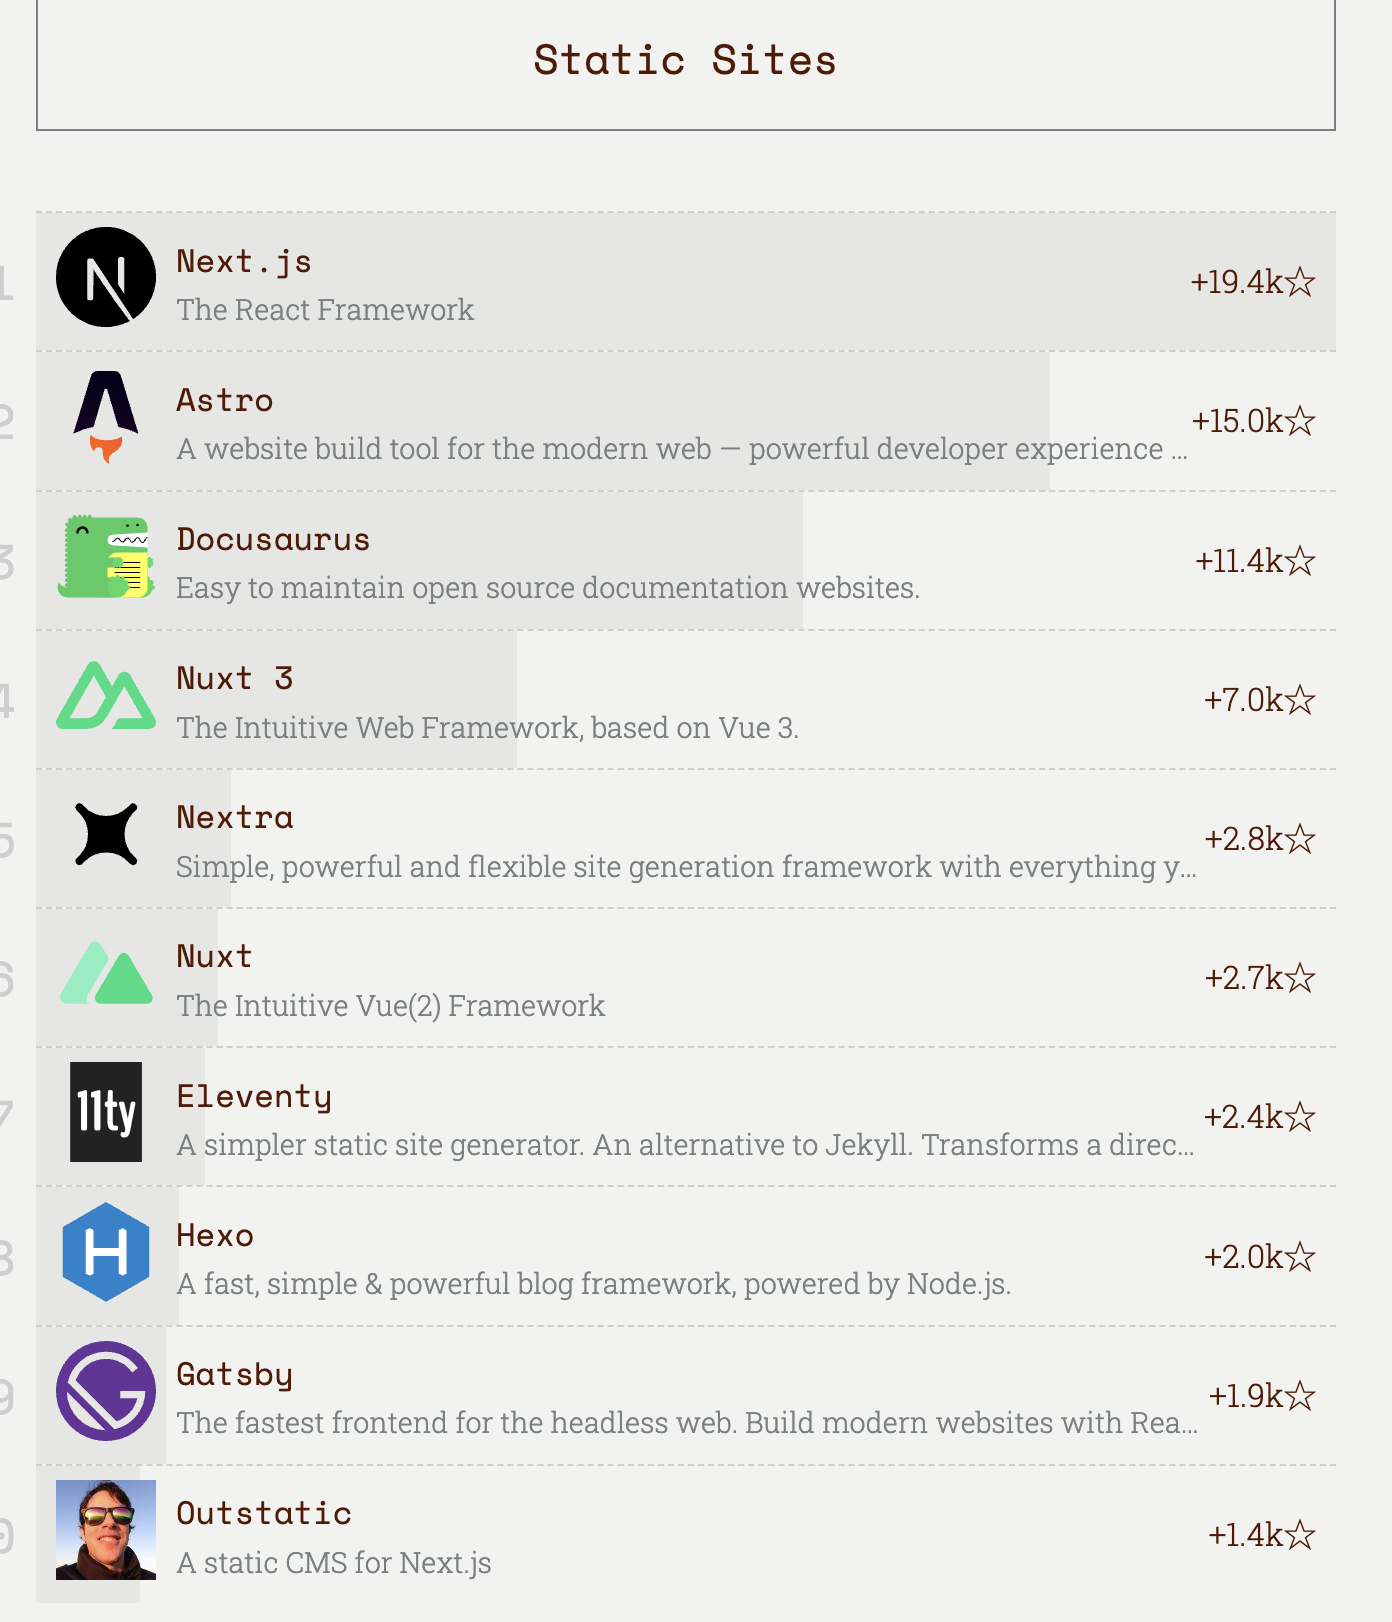 Static Sites
1
Next.js
The React Framework
+19.4k☆
2
Astro
A website build tool for the modern web — powerful developer experience ...
+15.0k☆
3
Docusaurus
Easy to maintain open source documentation websites.
+11.4k☆
4
Nuxt 3
The Intuitive Web Framework, based on Vue 3.
+7.0k☆
5
Nextra
Simple, powerful and flexible site generation framework with everything y...
+2.8k☆
6
Nuxt
The Intuitive Vue(2) Framework
+2.7k☆
7
11ty
Eleventy
A simpler static site generator. An alternative to Jekyll. Transforms a direc...
+2.4k☆
8
H
Hexo
A fast, simple & powerful blog framework, powered by Node.js.
+2.0k☆
9
Gatsby
The fastest frontend for the headless web. Build modern websites with Rea...
+1.9k☆
0
Outstatic
A static CMS for Next.js
+1.4k☆